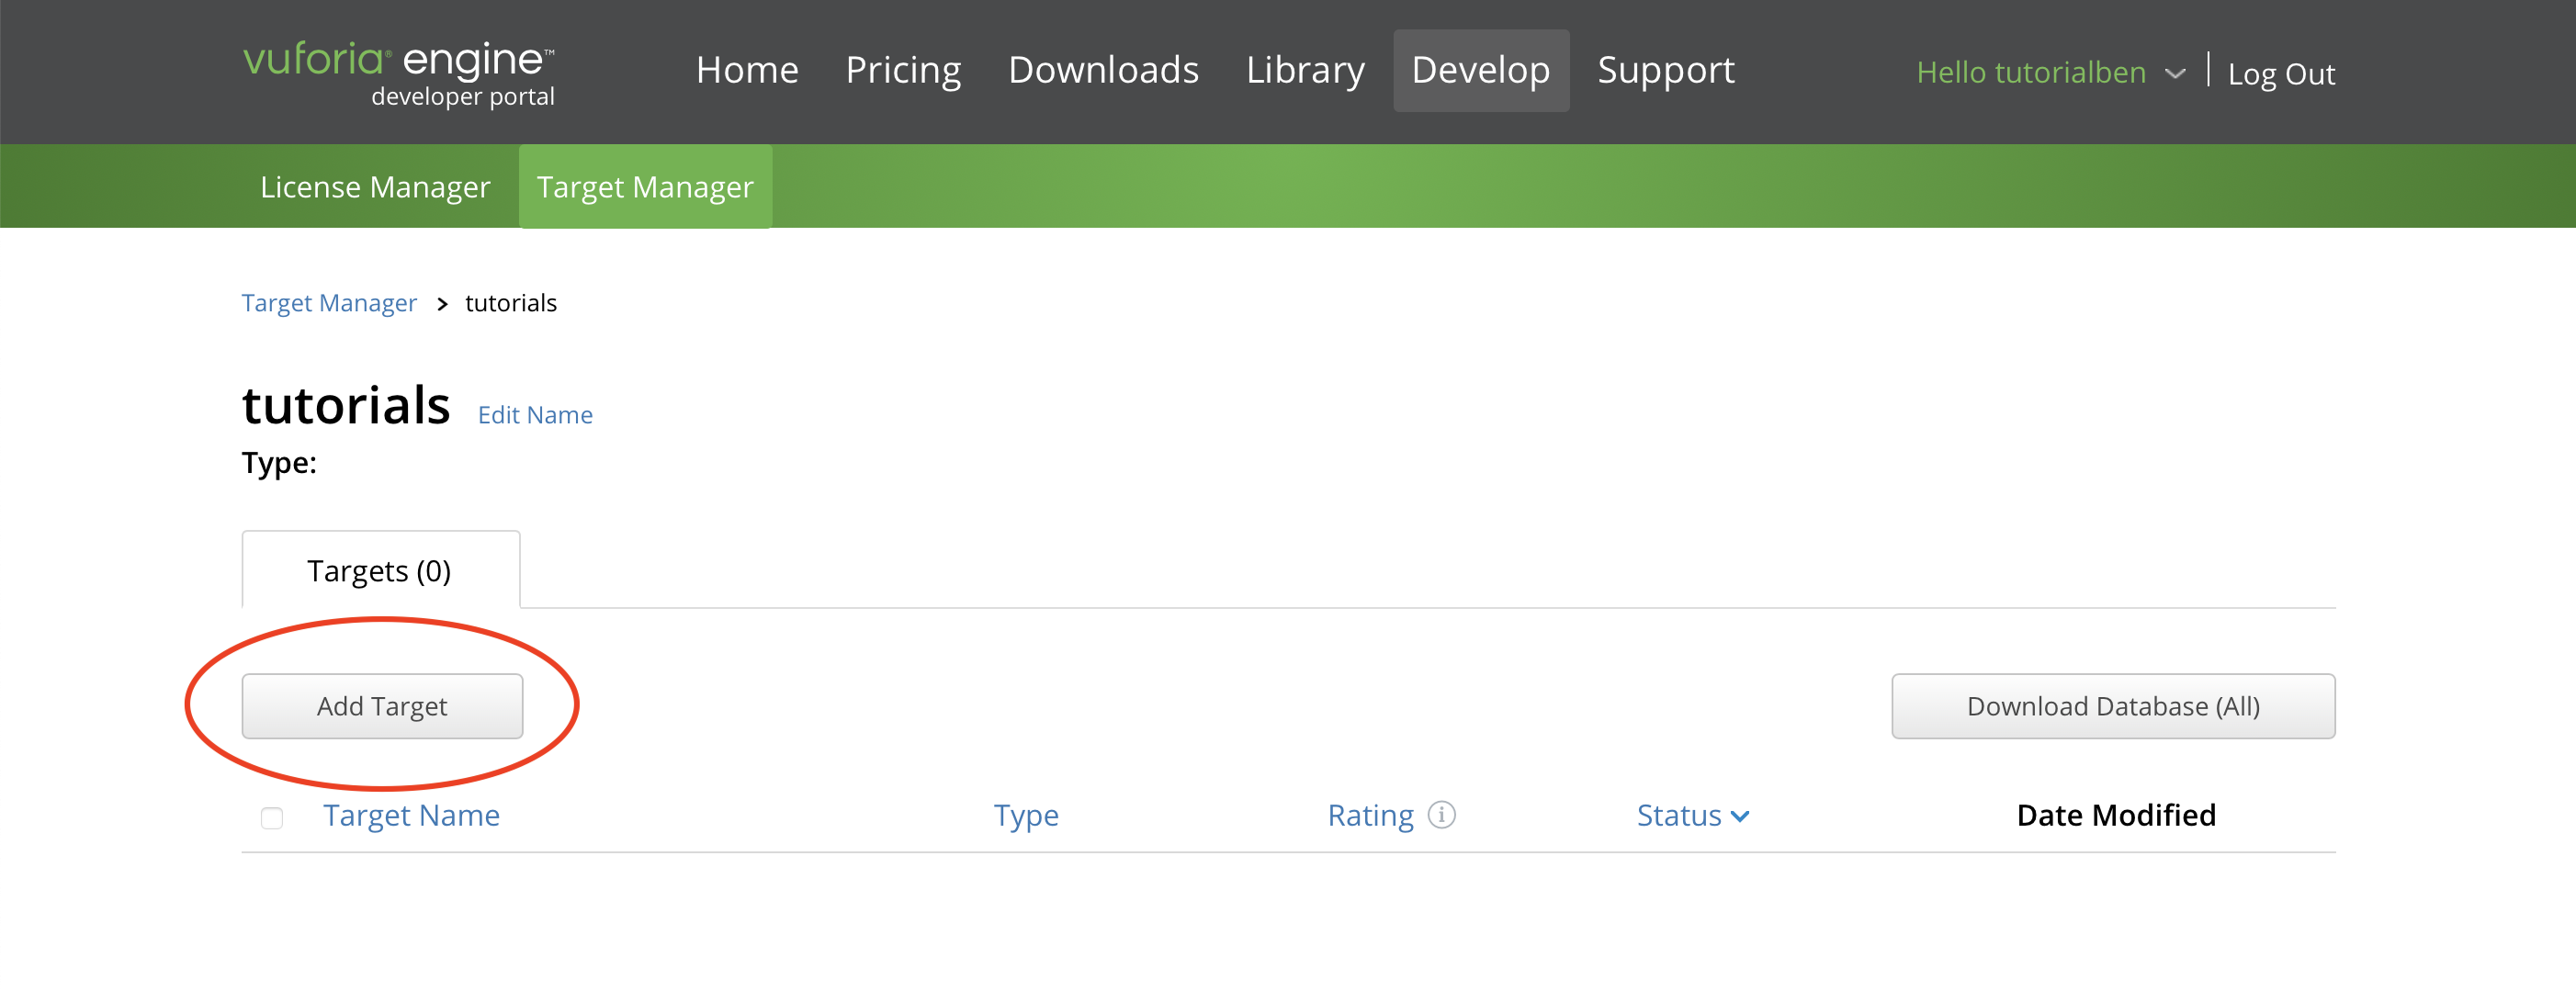 vuforia® engine™
developer portal
Home Pricing Downloads Library Develop Support
Hello tutorialben Log Out
License Manager Target Manager
Target Manager > tutorials
tutorials Edit Name
Type:
Targets (0)
Add Target Download Database (All)
Target Name Type Rating i Status Date Modified